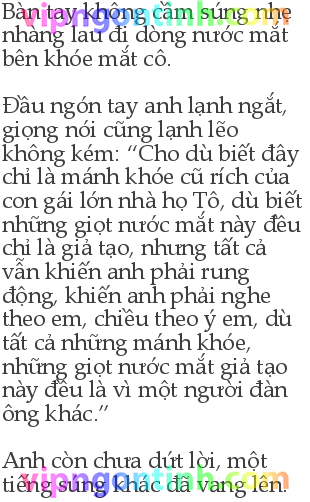 Bàn tay không cầm súng nhẹ
nhàng lau đi dòng nước mắt
bên khóe mắt cô.
Đầu ngón tay anh lạnh ngắt,
giọng nói cũng lạnh lẽo
không kém: “Cho dù biết đây
chỉ là mánh khóe cũ rích của
con gái lớn nhà họ Tô, dù biết
những giọt nước mắt này đều
chỉ là giả tạo, nhưng tất cả
vẫn khiến anh phải rung
động, khiến anh phải nghe
theo em, chiều theo ý em, dù
tất cả những mánh khóe,
những giọt nước mắt giả tạo
này đều là vì một người đàn
ông khác.”
Anh còn chưa dứt lời, một
tiếng súng khác đã vang lên.
vipngontinh.com
vipngontinh.com